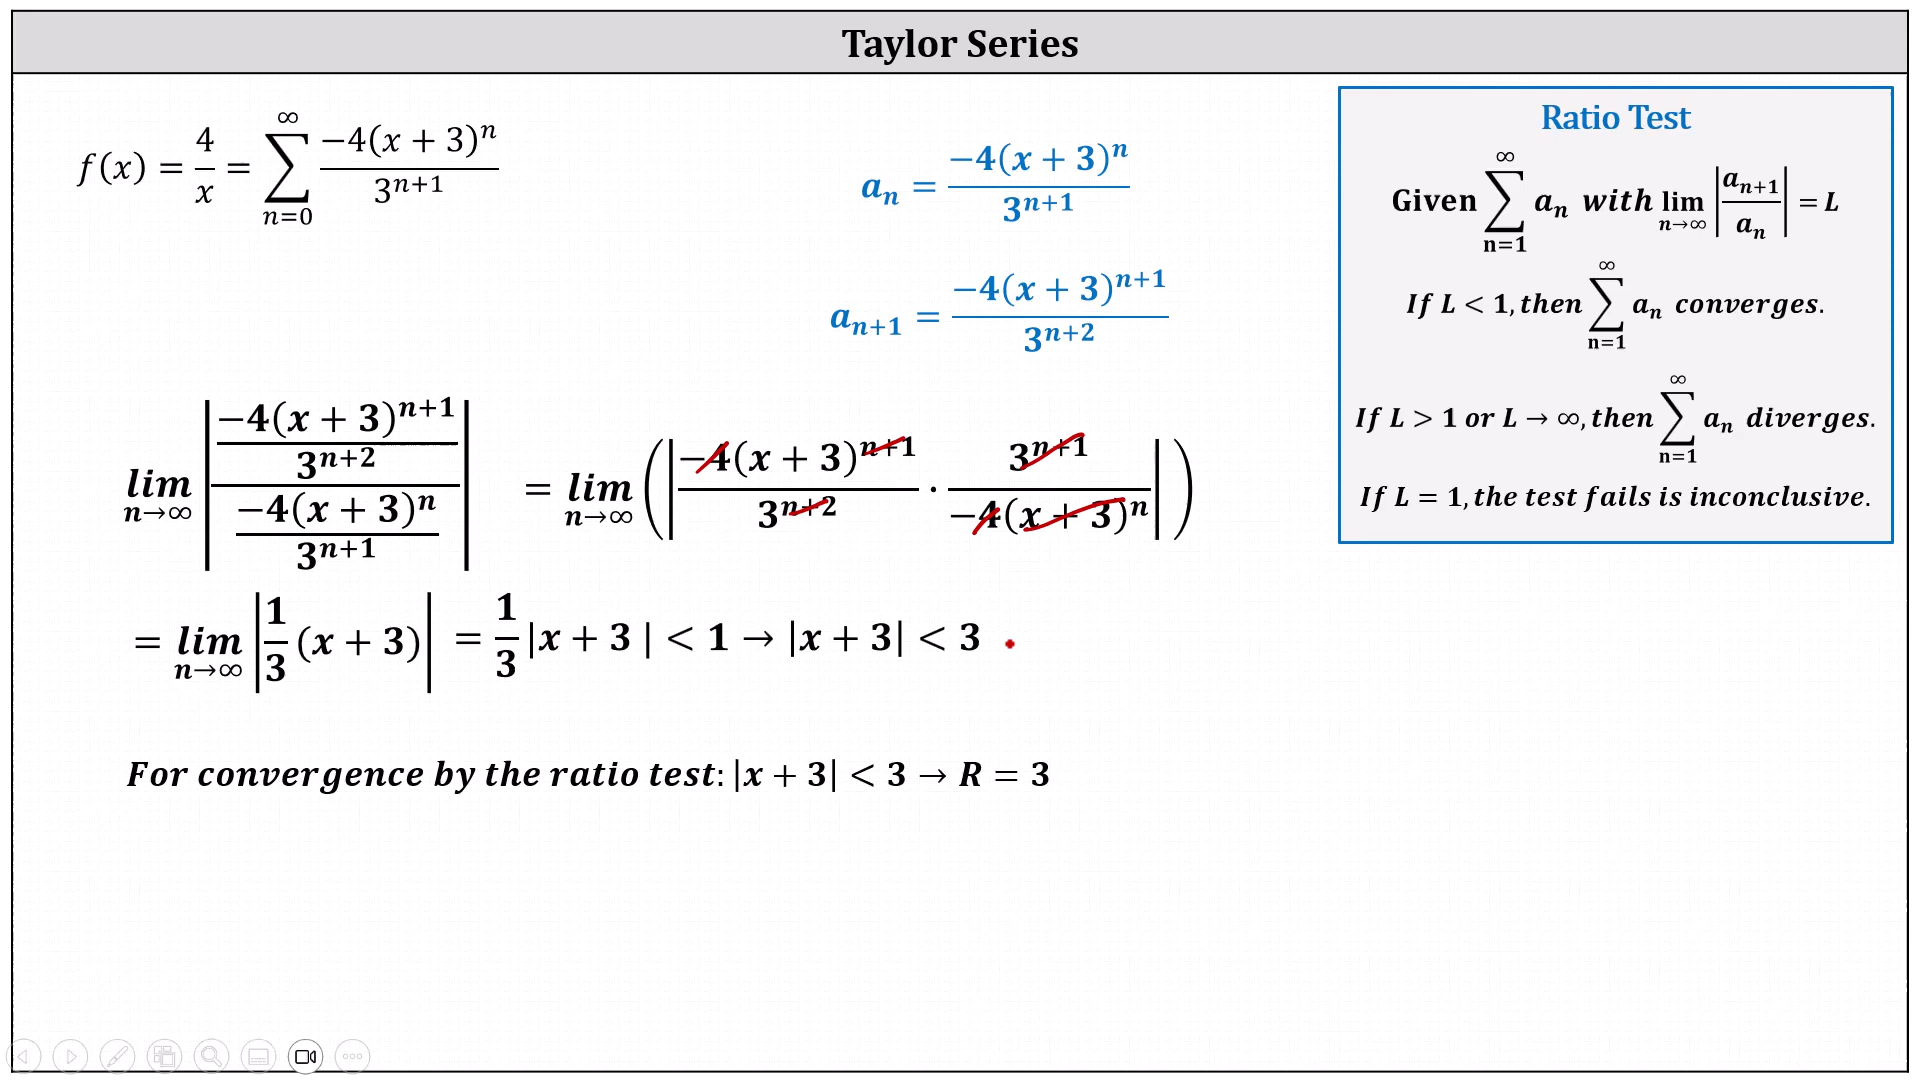 Taylor Series
f(x) = 4/x = ∑_{n=0}^{∞} −4(x + 3)^n / 3^{n+1}
a_n = −4(x + 3)^n / 3^{n+1}
a_{n+1} = −4(x + 3)^{n+1} / 3^{n+2}
Ratio Test
Given ∑_{n=1}^{∞} a_n with lim_{n→∞} |a_{n+1} / a_n| = L
If L < 1, then ∑_{n=1}^{∞} a_n converges.
If L > 1 or L → ∞, then ∑_{n=1}^{∞} a_n diverges.
If L = 1, the test fails is inconclusive.
lim_{n→∞} |(−4(x + 3)^{n+1} / 3^{n+2}) / (−4(x + 3)^n / 3^{n+1})| = lim_{n→∞} (|−4(x + 3)^{n+1} / 3^{n+2} · 3^{n+1} / −4(x + 3)^n|)
= lim_{n→∞} |1/3 (x + 3)| = 1/3 |x + 3 | < 1 → |x + 3| < 3
For convergence by the ratio test: |x + 3| < 3 → R = 3